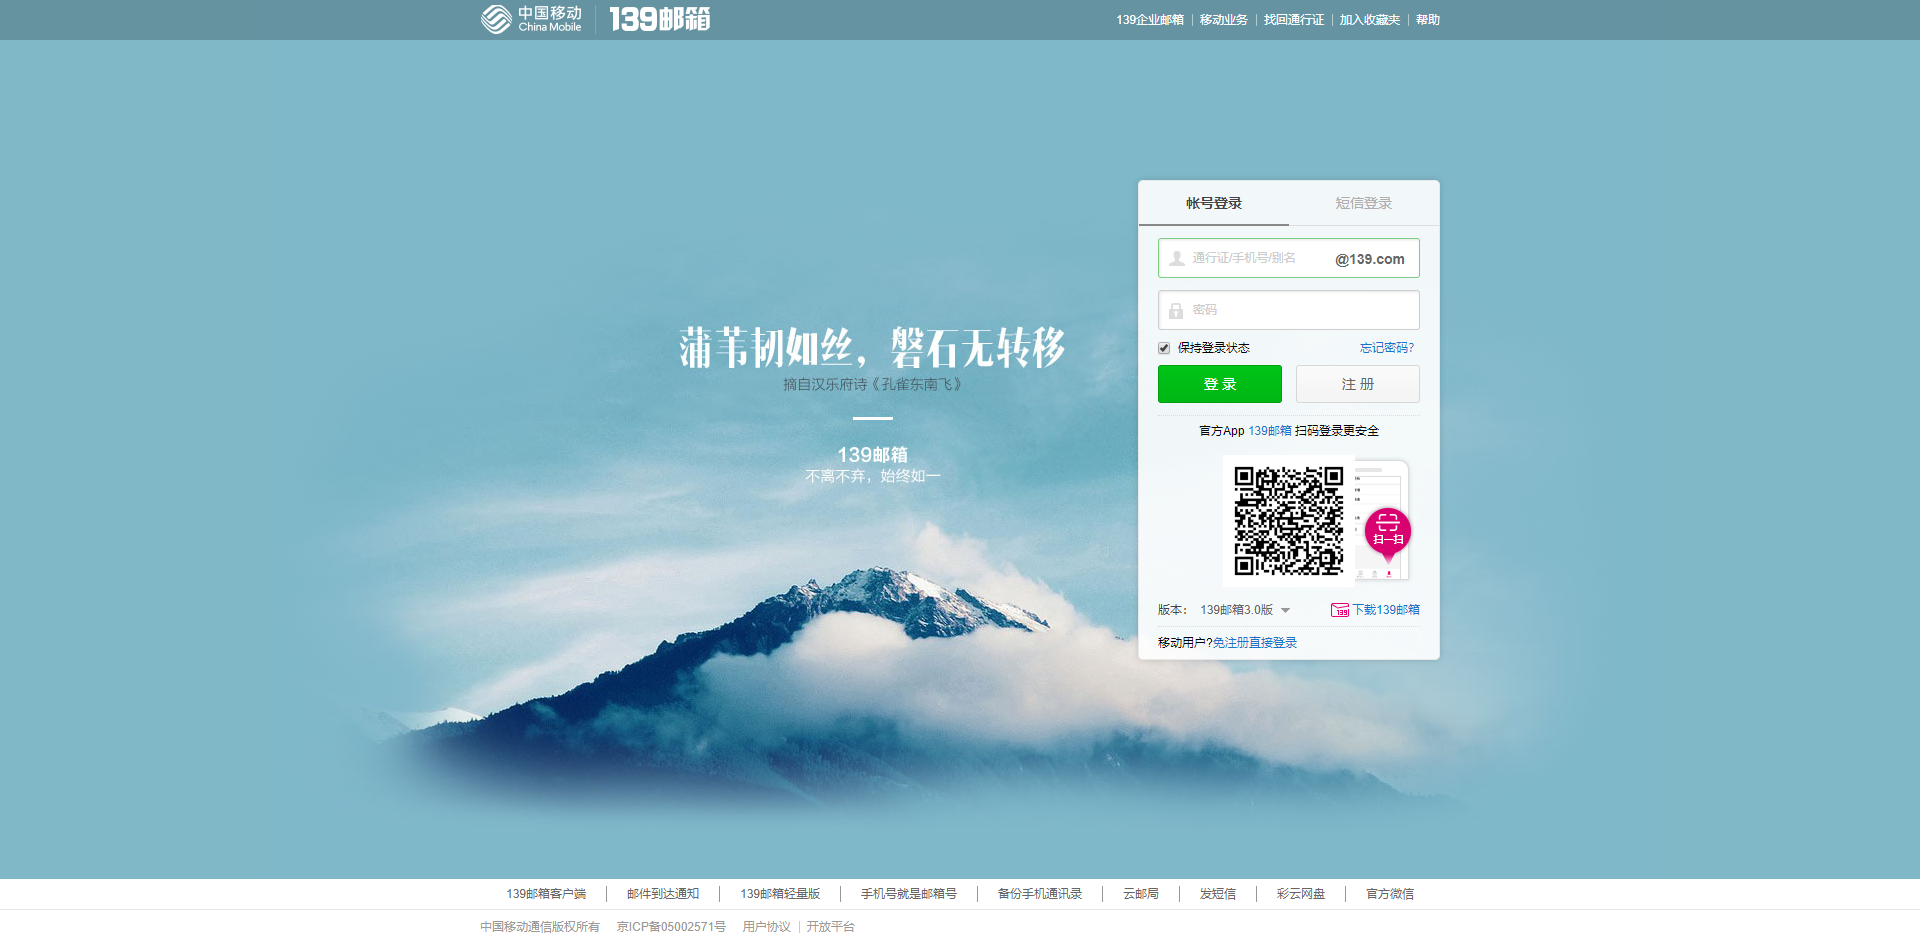 中国移动
China Mobile
139邮箱
139企业邮箱 | 移动业务 | 找回通行证 | 加入收藏夹 | 帮助
帐号登录
短信登录
通行证/手机号/别名
@139.com
密码
保持登录状态
忘记密码?
登 录
注 册
官方App 139邮箱 扫码登录更安全
扫一扫
版本： 139邮箱3.0版
139
下载139邮箱
移动用户?免注册直接登录
蒲苇韧如丝，磐石无转移
摘自汉乐府诗《孔雀东南飞》
139邮箱
不离不弃，始终如一
139邮箱客户端 | 邮件到达通知 | 139邮箱轻量版 | 手机号就是邮箱号 | 备份手机通讯录 | 云邮局 | 发短信 | 彩云网盘 | 官方微信
中国移动通信版权所有 京ICP备05002571号 用户协议 | 开放平台